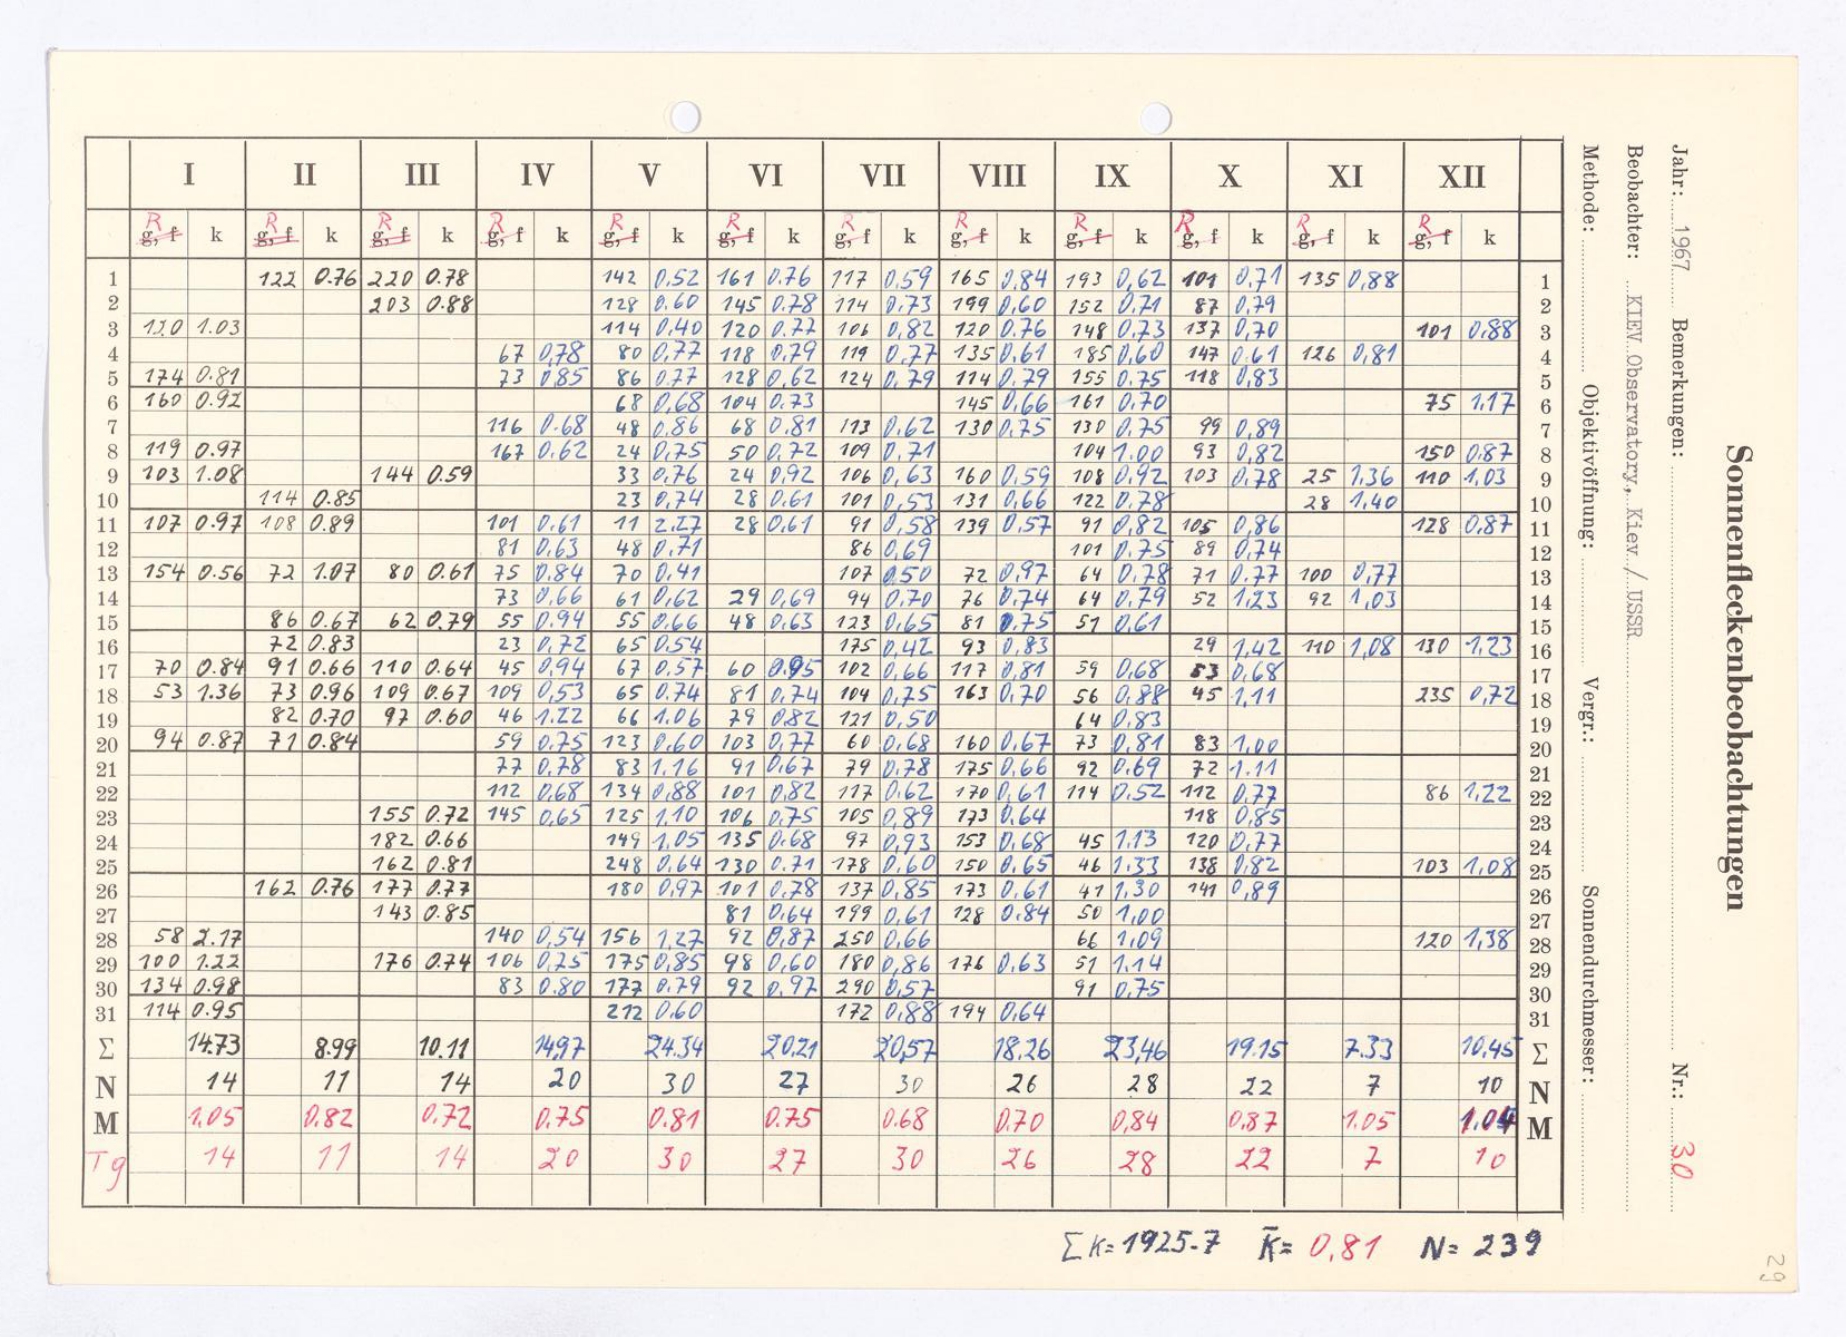 Sonnenfleckenbeobachtungen
Jahr: 1967 Bemerkungen: Nr.: 30
Beobachter: KIEV Observatory, Kiev / USSR
Methode: Objektivöffnung: Vergr.: Sonnendurchmesser:
I II III IV V VI VII VIII IX X XI XII
R R R R R R R R R R R R
g, f k g, f k g, f k g, f k g, f k g, f k g, f k g, f k g, f k g, f k g, f k g, f k
1 122 0.76 220 0.78 142 0,52 161 0.76 117 0,59 165 0,84 193 0,62 101 0,71 135 0,88 1
2 203 0.88 128 0.60 145 0.78 114 0,73 199 0,60 152 0,71 87 0,79 2
3 120 1.03 114 0,40 120 0.77 106 0,82 120 0.76 148 0,73 137 0,70 101 0,88 3
4 67 0,78 80 0,77 118 0,79 119 0,77 135 0,61 185 0,60 147 0,61 126 0,81 4
5 174 0.81 73 0,85 86 0.77 128 0,62 124 0,79 114 0.79 155 0.75 118 0,83 5
6 160 0.92 68 0,68 104 0.73 145 0,66 161 0,70 75 1,17 6
7 116 0.68 48 0,86 68 0,81 113 0,62 130 0,75 130 0,75 99 0,89 7
8 119 0.97 167 0.62 24 0,75 50 0,72 109 0,71 104 1.00 93 0,82 150 0,87 8
9 103 1.08 144 0.59 33 0,76 24 0,92 106 0,63 160 0,59 108 0,92 103 0,78 25 1,36 110 1,03 9
10 114 0.85 23 0,74 28 0,61 101 0,53 131 0,66 122 0,78 28 1,40 10
11 107 0.97 108 0.89 101 0,61 11 2.27 28 0,61 91 0,58 139 0,57 91 0,82 105 0,86 128 0,87 11
12 81 0,63 48 0,71 86 0,69 101 0.75 89 0,74 12
13 154 0.56 72 1.07 80 0.61 75 0,84 70 0,41 107 0,50 72 0,97 64 0,78 71 0.77 100 0,77 13
14 73 0,66 61 0,62 29 0,69 94 0,70 76 0,74 64 0,79 52 1,23 92 1,03 14
15 86 0.67 62 0.79 55 0.94 55 0.66 48 0,63 123 0,65 81 0.75 51 0,61 15
16 72 0.83 23 0,72 65 0.54 175 0,42 93 0,83 29 1,42 110 1,08 130 1,23 16
17 70 0.84 91 0.66 110 0.64 45 0,94 67 0,57 60 0.95 102 0,66 117 0,81 59 0,68 53 0,68 17
18 53 1.36 73 0.96 109 0.67 109 0,53 65 0.74 81 0,74 104 0,75 163 0,70 56 0,88 45 1,11 235 0,72 18
19 82 0.70 97 0.60 46 1.22 66 1.06 79 0,82 121 0,50 64 0,83 19
20 94 0.87 71 0.84 59 0,75 123 0,60 103 0,77 60 0,68 160 0,67 73 0,81 83 1,00 20
21 77 0,78 83 1.16 91 0,67 79 0.78 175 0,66 92 0.69 72 1.11 21
22 112 0,68 134 0,88 101 0,82 117 0,62 170 0,61 114 0.52 112 0,77 86 1,22 22
23 155 0.72 145 0,65 125 1.10 106 0,75 105 0,89 173 0,64 118 0,85 23
24 182 0.66 149 1,05 135 0.68 97 0,93 153 0,68 45 1.13 120 0,77 24
25 162 0.81 248 0,64 130 0.71 178 0,60 150 0.65 46 1.33 138 0,82 103 1,08 25
26 162 0.76 177 0.77 180 0,97 101 0,78 137 0,85 173 0.61 41 1,30 141 0,89 26
27 143 0.85 81 0,64 199 0,61 128 0.84 50 1,00 27
28 58 2.17 140 0,54 156 1,27 92 0,87 250 0,66 66 1,09 120 1,38 28
29 100 1.22 176 0.74 106 0,75 175 0,85 98 0,60 180 0,86 176 0.63 51 1.14 29
30 134 0.98 83 0.80 177 0.79 92 0,97 290 0,57 91 0.75 30
31 114 0.95 212 0,60 172 0,88 194 0,64 31
Σ 14.73 8.99 10.11 14,97 24.34 20,21 20,57 18.26 23,46 19.15 7.33 10,45 Σ
N 14 11 14 20 30 27 30 26 28 22 7 10 N
M 1.05 0.82 0.72 0.75 0.81 0.75 0.68 0.70 0,84 0.87 1.05 1.04 M
Tg 14 11 14 20 30 27 30 26 28 22 7 10
Σ K= 1925.7 K̄= 0,81 N= 239
29